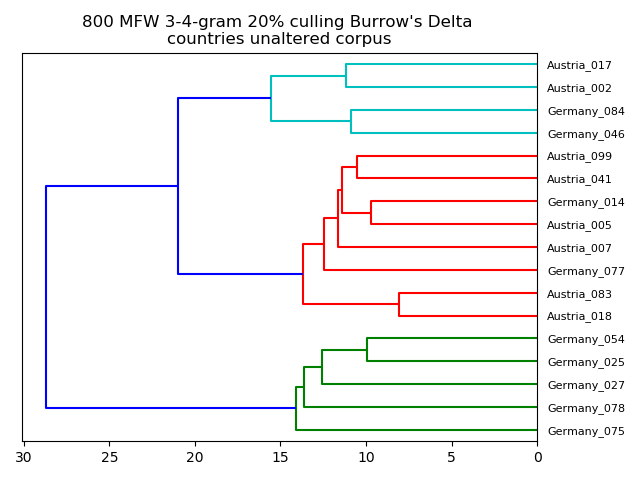 800 MFW 3-4-gram 20% culling Burrow's Delta
countries unaltered corpus
Austria_017
Austria_002
Germany_084
Germany_046
Austria_099
Austria_041
Germany_014
Austria_005
Austria_007
Germany_077
Austria_083
Austria_018
Germany_054
Germany_025
Germany_027
Germany_078
Germany_075
30 25 20 15 10 5 0